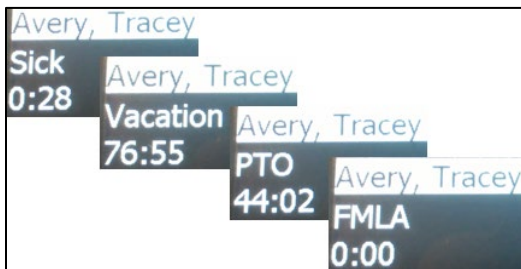 Avery, Tracey
Sick
0:28
Avery, Tracey
Vacation
76:55
Avery, Tracey
PTO
44:02
Avery, Tracey
FMLA
0:00